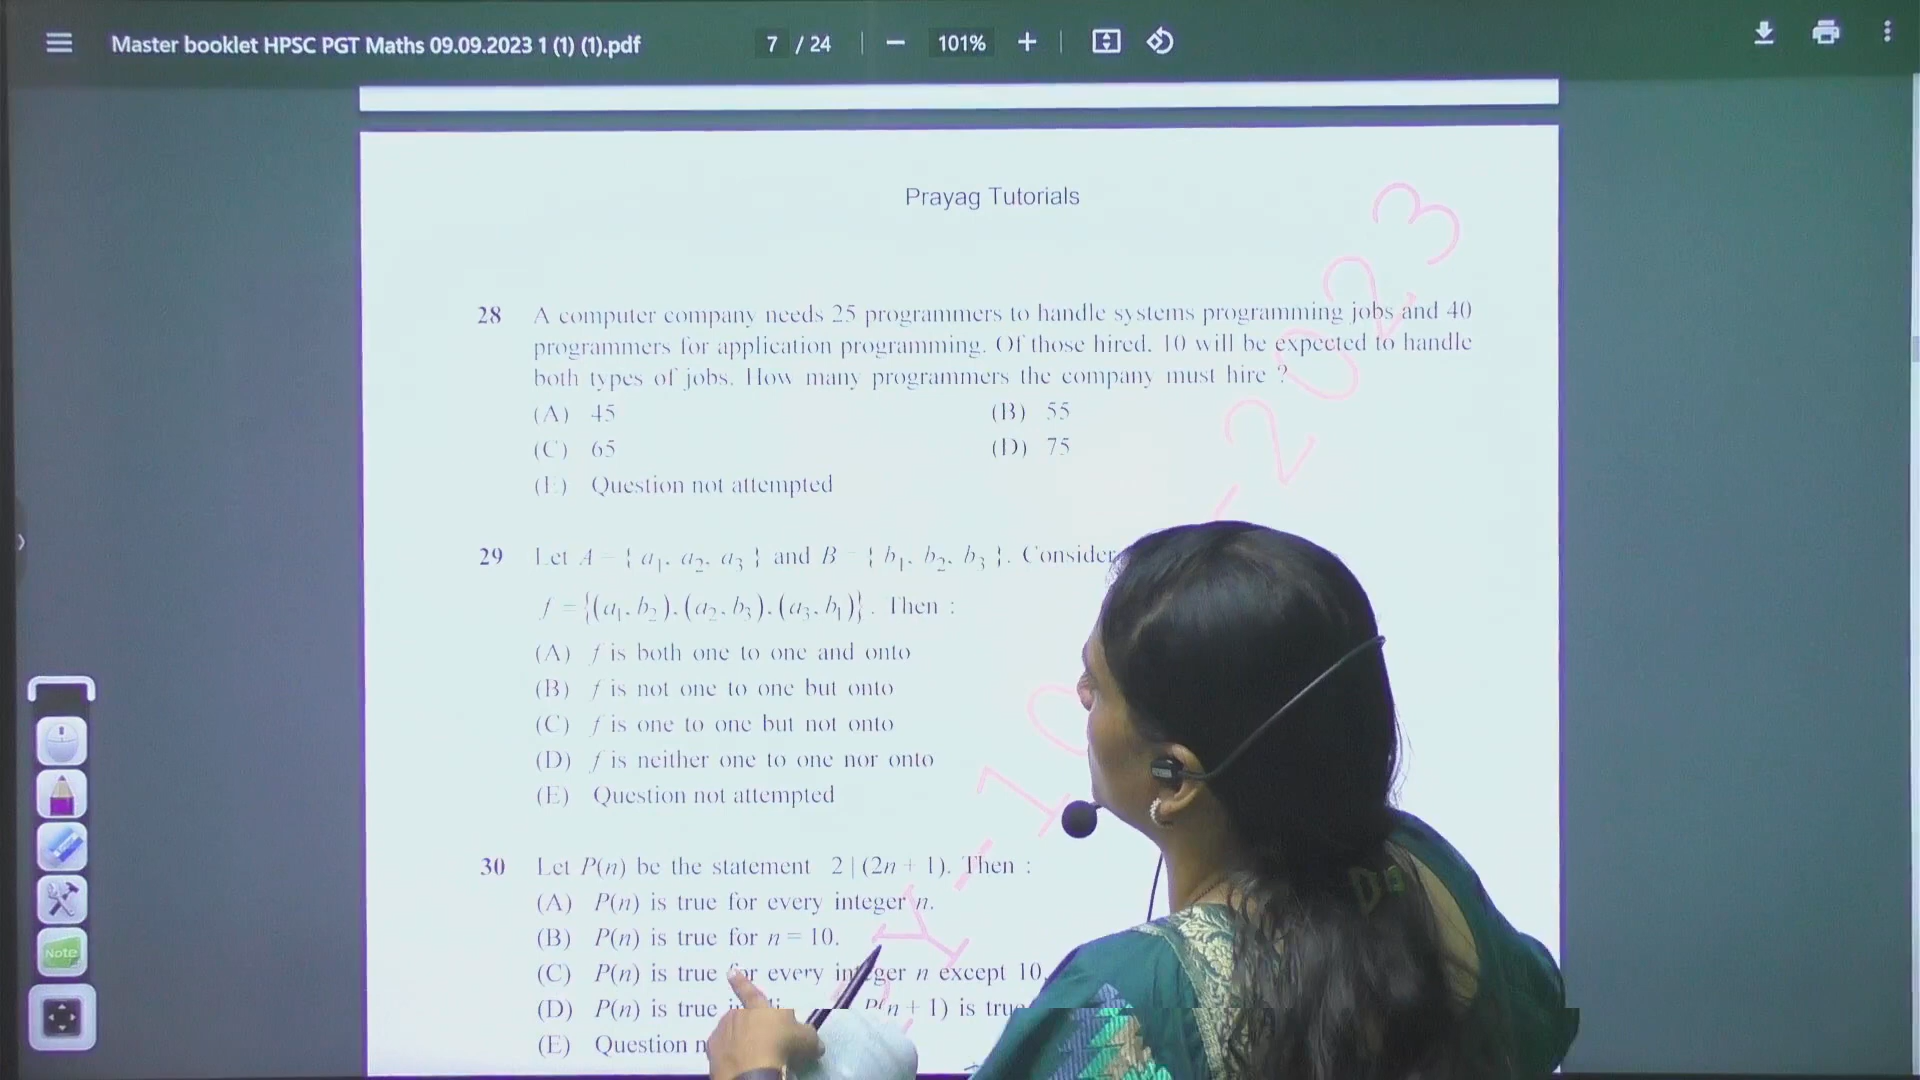 Master booklet HPSC PGT Maths 09.09.2023 1 (1) (1).pdf
7 / 24
101%
Prayag Tutorials
28 A computer company needs 25 programmers to handle systems programming jobs and 40
programmers for application programming. Of those hired. 10 will be expected to handle
both types of jobs. How many programmers the company must hire ?
(A) 45 (B) 55
(C) 65 (D) 75
(E) Question not attempted
29 Let A = { a₁, a₂, a₃ } and B = { b₁, b₂, b₃ }. Consider
f = {(a₁, b₂), (a₂, b₃), (a₃, b₁)}. Then :
(A) f is both one to one and onto
(B) f is not one to one but onto
(C) f is one to one but not onto
(D) f is neither one to one nor onto
(E) Question not attempted
30 Let P(n) be the statement 2 | (2n + 1). Then :
(A) P(n) is true for every integer n.
(B) P(n) is true for n = 10.
(C) P(n) is true for every integer n except 10.
(D) P(n) is true P(n + 1) is true
(E) Question
Note